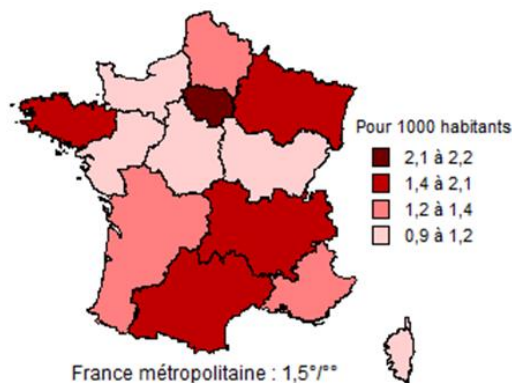 Pour 1000 habitants
2,1 à 2,2
1,4 à 2,1
1,2 à 1,4
0,9 à 1,2
France métropolitaine : 1,5°/°°